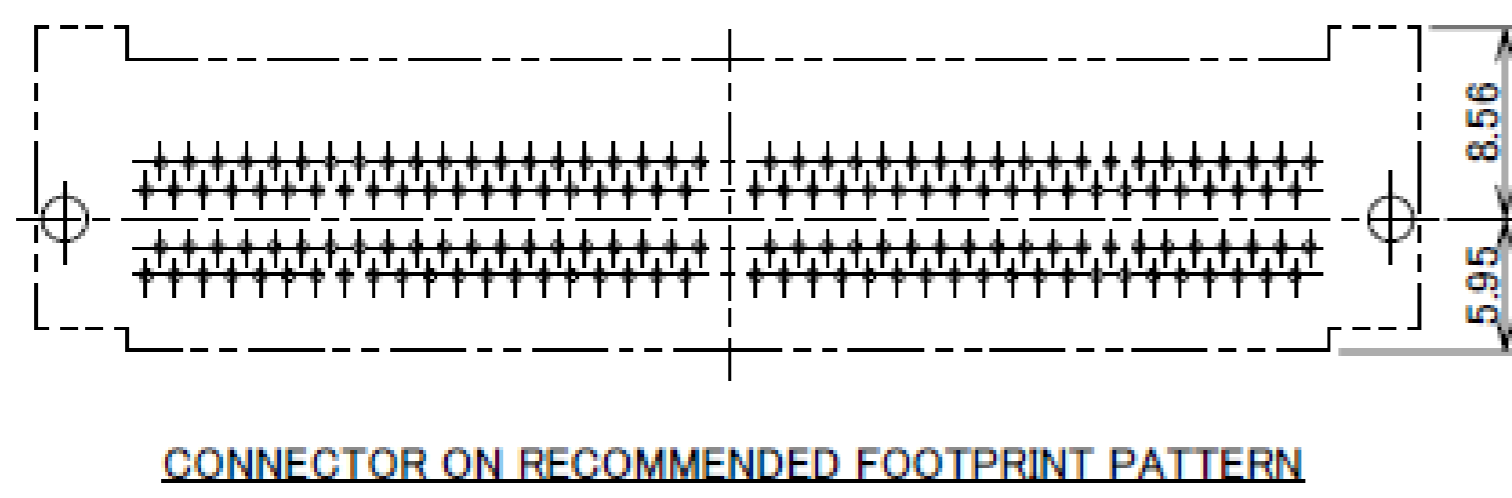 8.56
5.95
CONNECTOR ON RECOMMENDED FOOTPRINT PATTERN